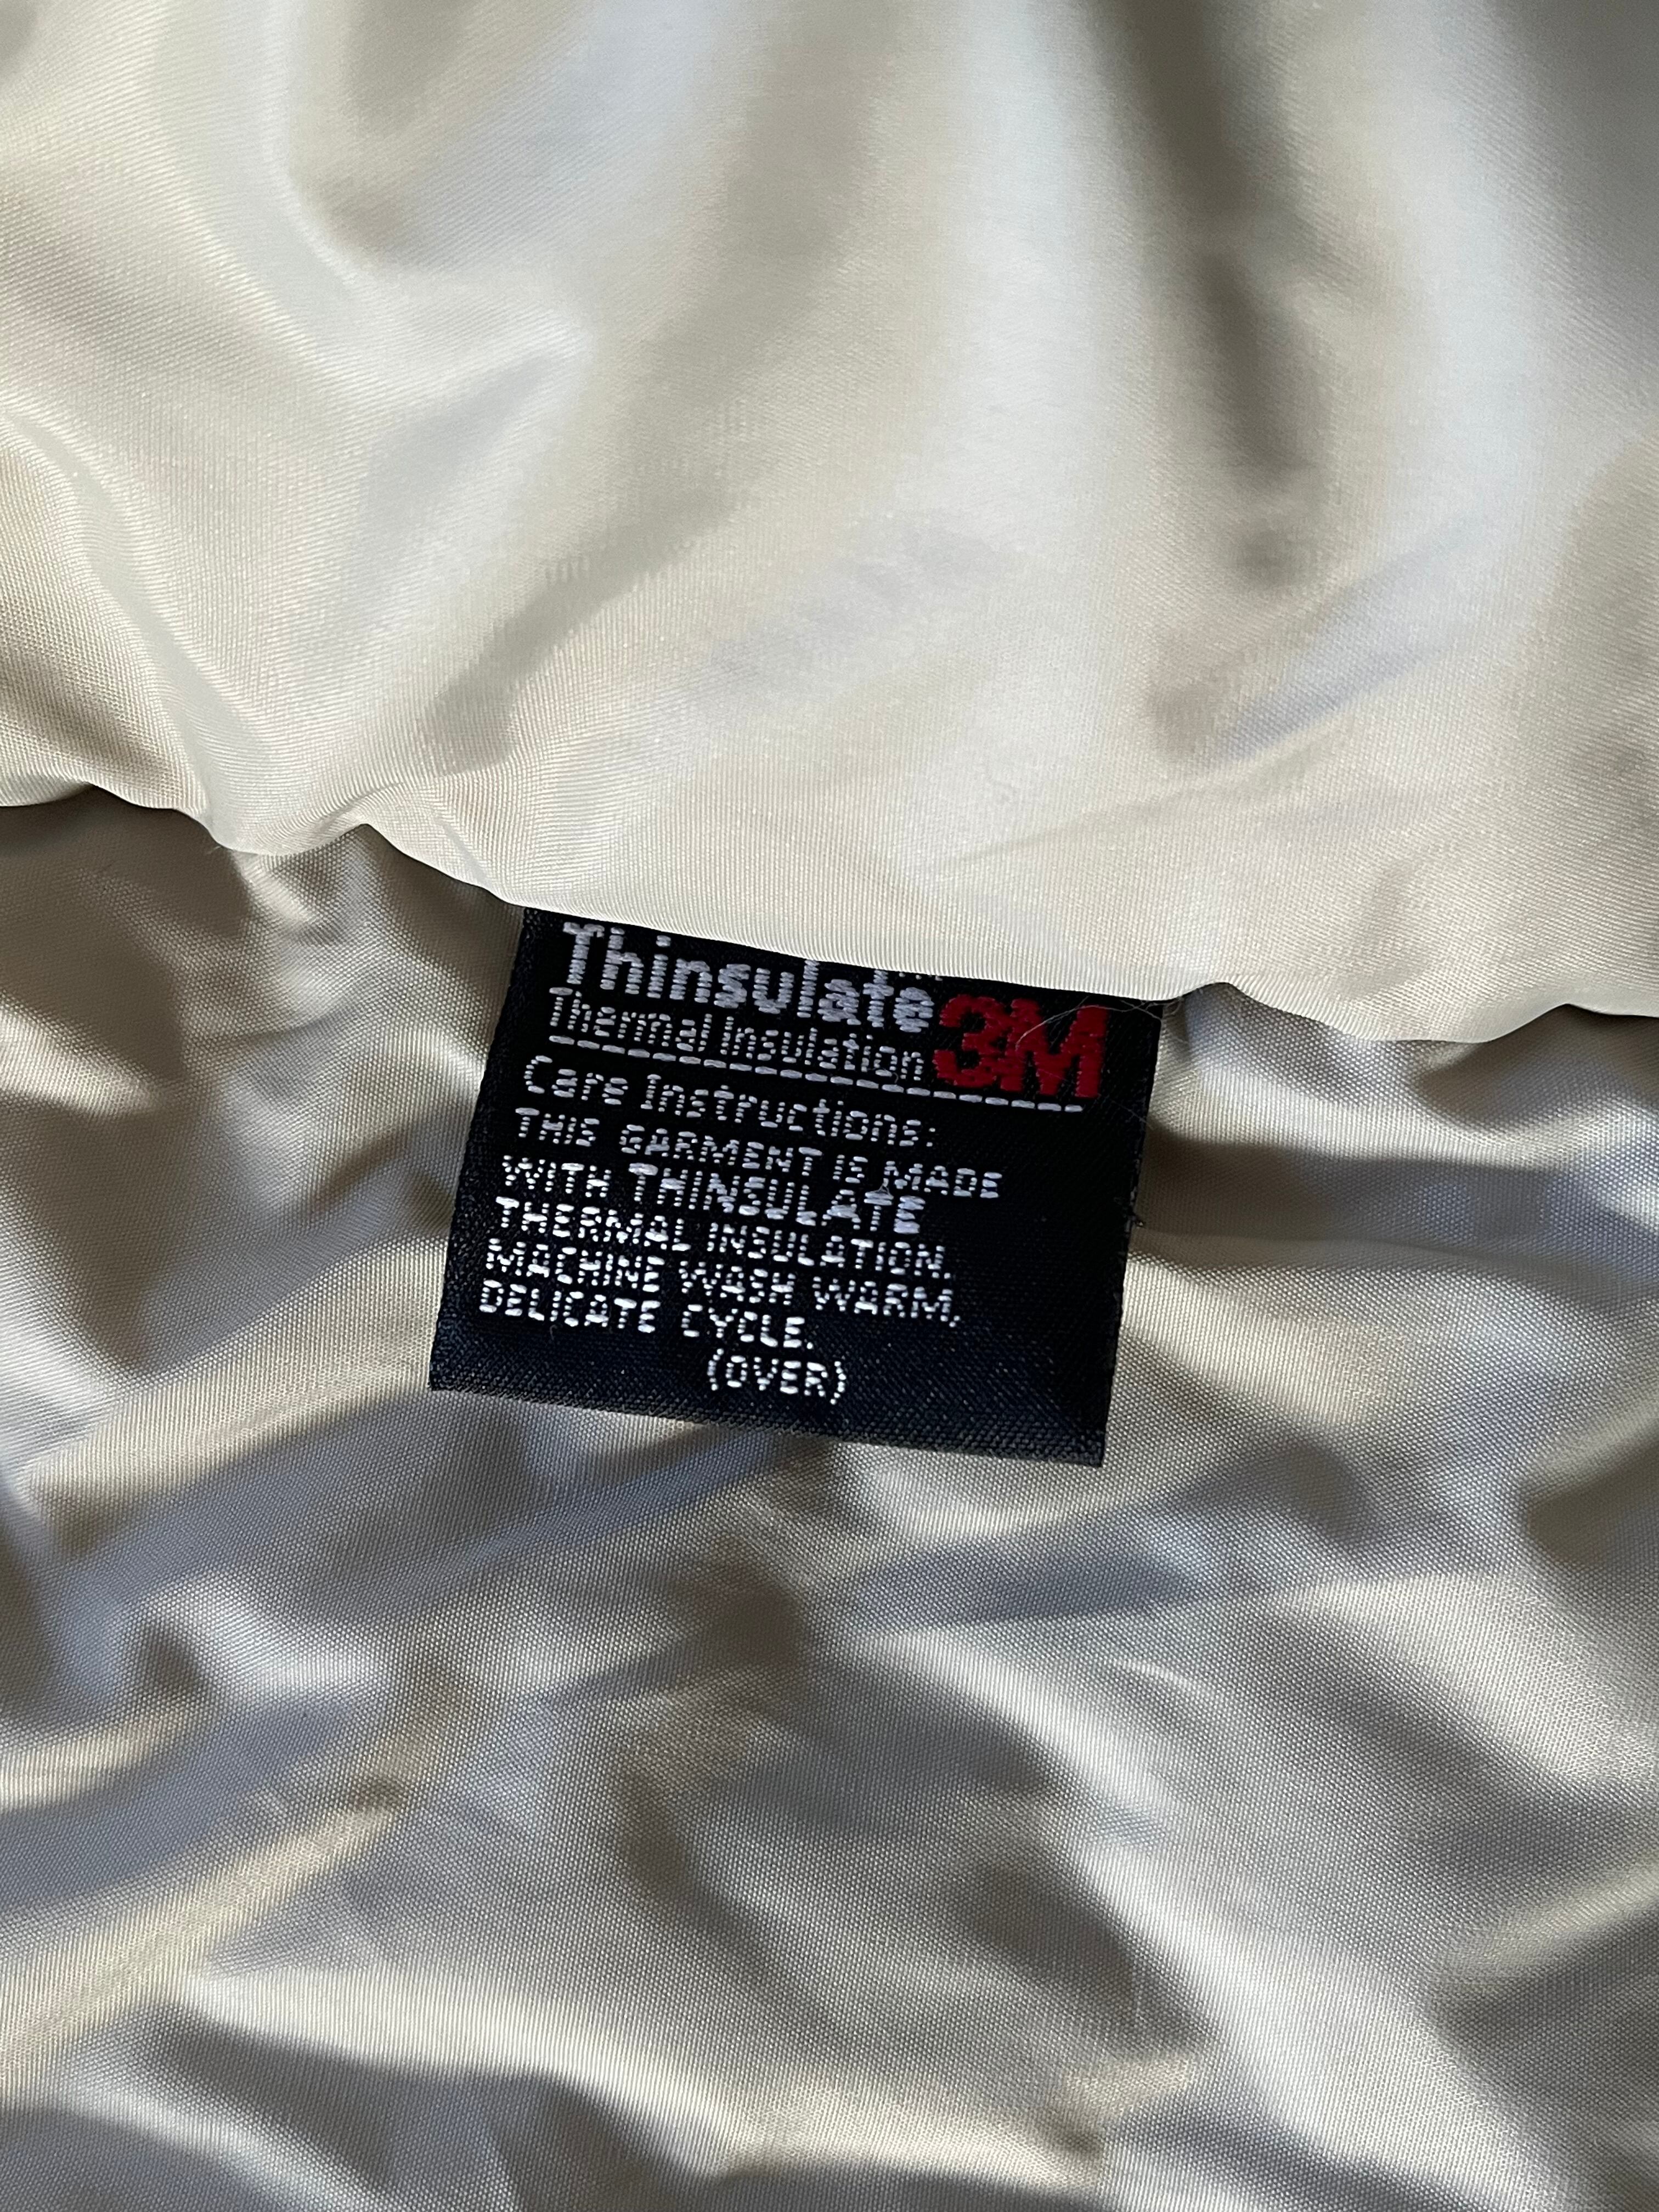 Thinsulate
Thermal Insulation 3M
Care Instructions:
THIS GARMENT IS MADE
WITH THINSULATE
THERMAL INSULATION.
MACHINE WASH WARM,
DELICATE CYCLE.
(OVER)